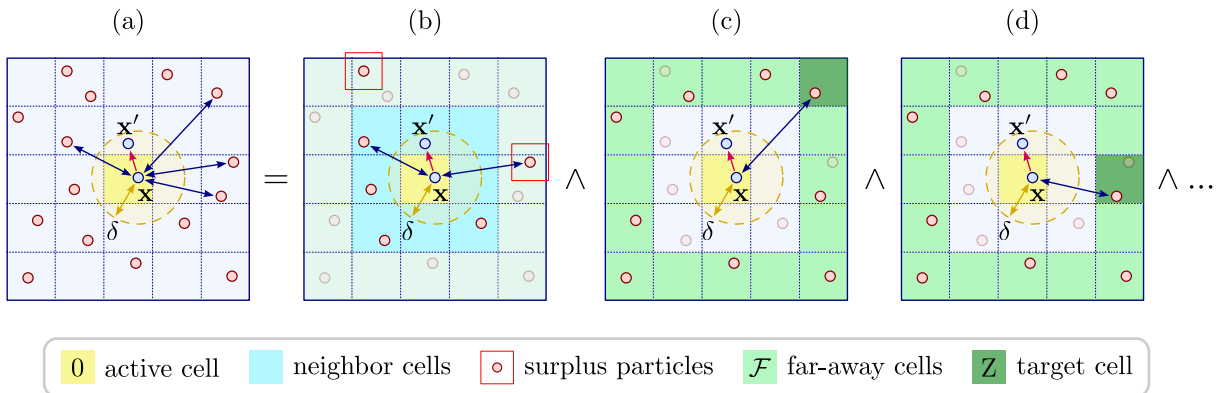 (a) (b) (c) (d)
x′ x′ x′ x′
= ∧ ∧ ∧ ...
x x x x
δ δ δ δ
0 active cell neighbor cells surplus particles ℱ far-away cells Z target cell